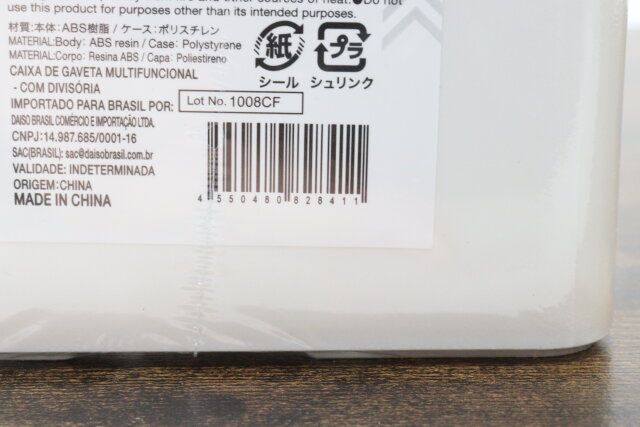 use this product for purposes other than its intended purposes.
材質:本体/ABS樹脂/ケース:ポリスチレン
MATERIAL:Body: ABS resin / Case: Polystyrene
MATERIAL:Corpo: Resina ABS / Capa: Poliestireno
CAIXA DE GAVETA MULTIFUNCIONAL
- COM DIVISÓRIA
IMPORTADO PARA BRASIL POR:
Lot No. 1008CF
DAISO BRASIL COMÉRCIO E IMPORTAÇÃO LTDA.
CNPJ:14.987.685/0001-16
SAC(BRASIL): sac@daisobrasil.com.br
VALIDADE: INDETERMINADA
ORIGEM:CHINA
MADE IN CHINA
紙
シール
プラ
シュリンク
4 550480 828411